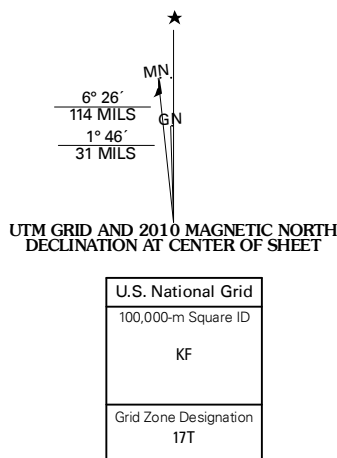 MN
6° 26´
114 MILS
GN
1° 46´
31 MILS
UTM GRID AND 2010 MAGNETIC NORTH
DECLINATION AT CENTER OF SHEET
U.S. National Grid
100,000-m Square ID
KF
Grid Zone Designation
17T